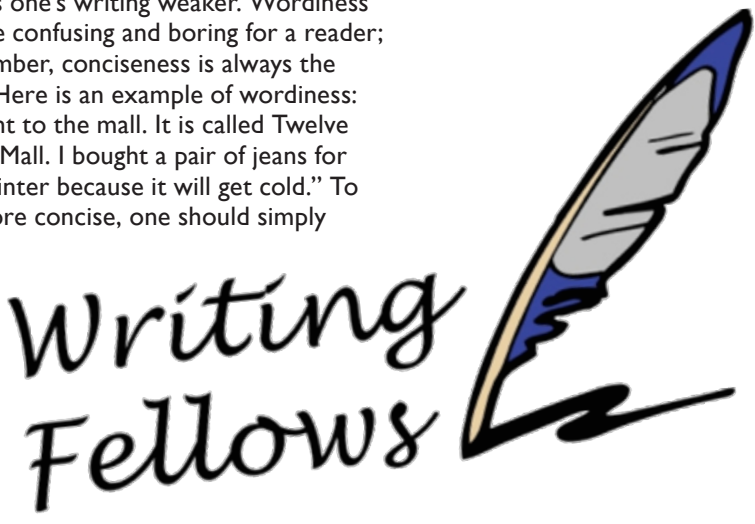 s one's writing weaker. Wordiness
e confusing and boring for a reader;
mber, conciseness is always the
Here is an example of wordiness:
nt to the mall. It is called Twelve
Mall. I bought a pair of jeans for
inter because it will get cold.” To
ore concise, one should simply
Writing
Fellows